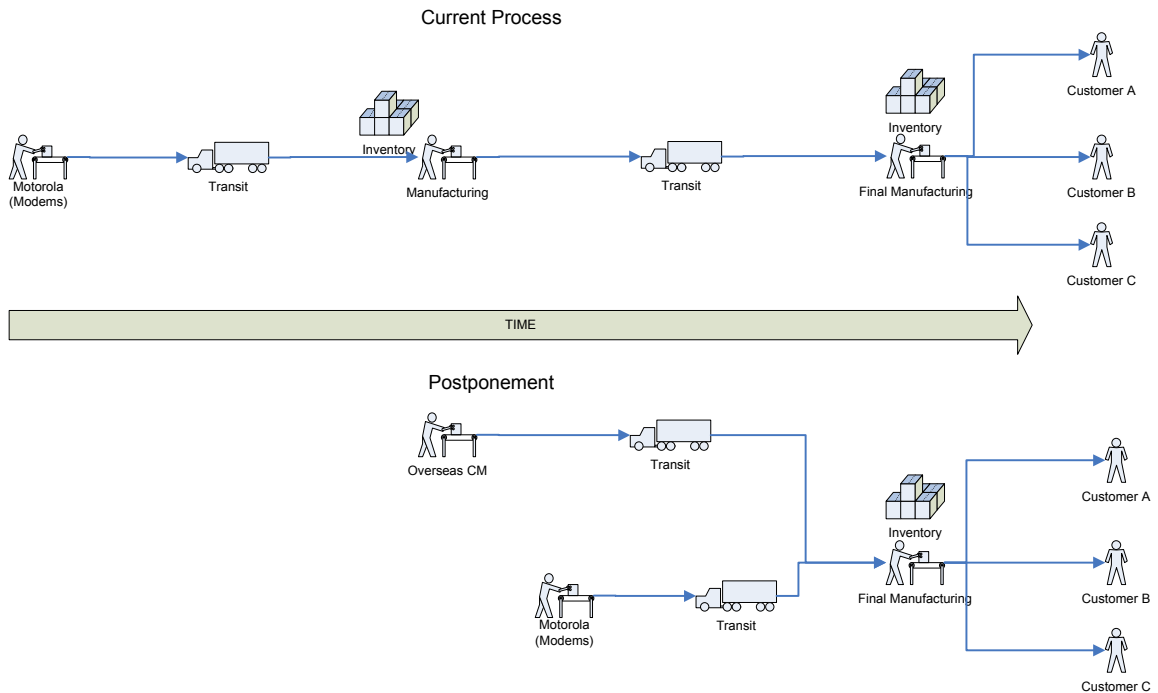 Current Process
Customer A
Inventory
Inventory
Motorola
(Modems)
Transit
Manufacturing
Transit
Final Manufacturing
Customer B
Customer C
TIME
Postponement
Overseas CM
Transit
Customer A
Inventory
Motorola
(Modems)
Transit
Final Manufacturing
Customer B
Customer C